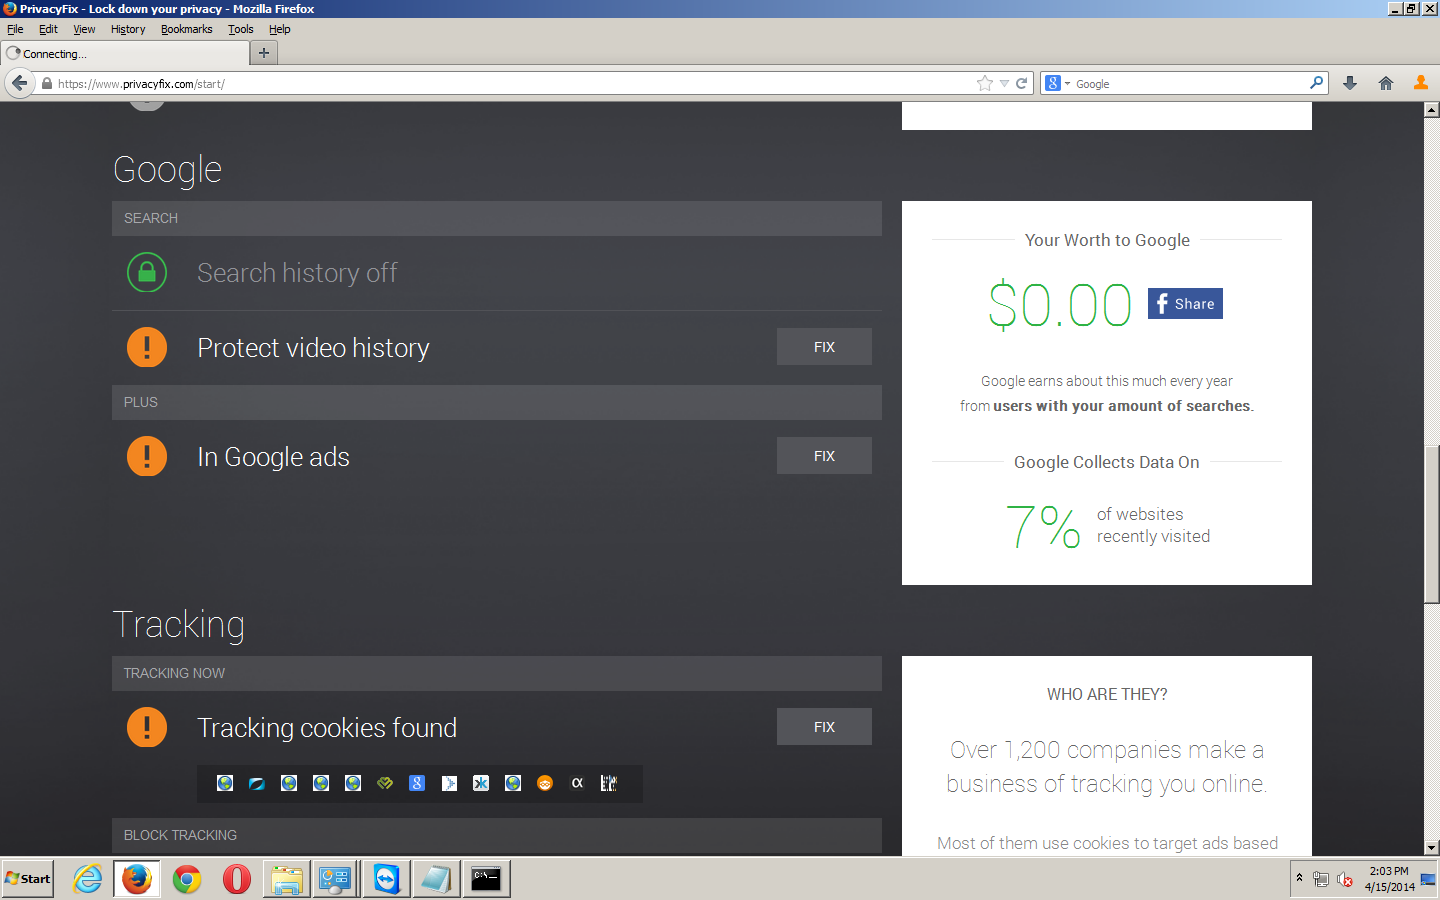 PrivacyFix - Lock down your privacy - Mozilla Firefox
File Edit View History Bookmarks Tools Help
Connecting...
https://www.privacyfix.com/start/
Google
Google
SEARCH
Search history off
Protect video history
FIX
PLUS
In Google ads
FIX
Your Worth to Google
$0.00
Share
Google earns about this much every year
from users with your amount of searches.
Google Collects Data On
7%
of websites
recently visited
Tracking
TRACKING NOW
Tracking cookies found
FIX
BLOCK TRACKING
WHO ARE THEY?
Over 1,200 companies make a
business of tracking you online.
Most of them use cookies to target ads based
Start
C:\
2:03 PM
4/15/2014